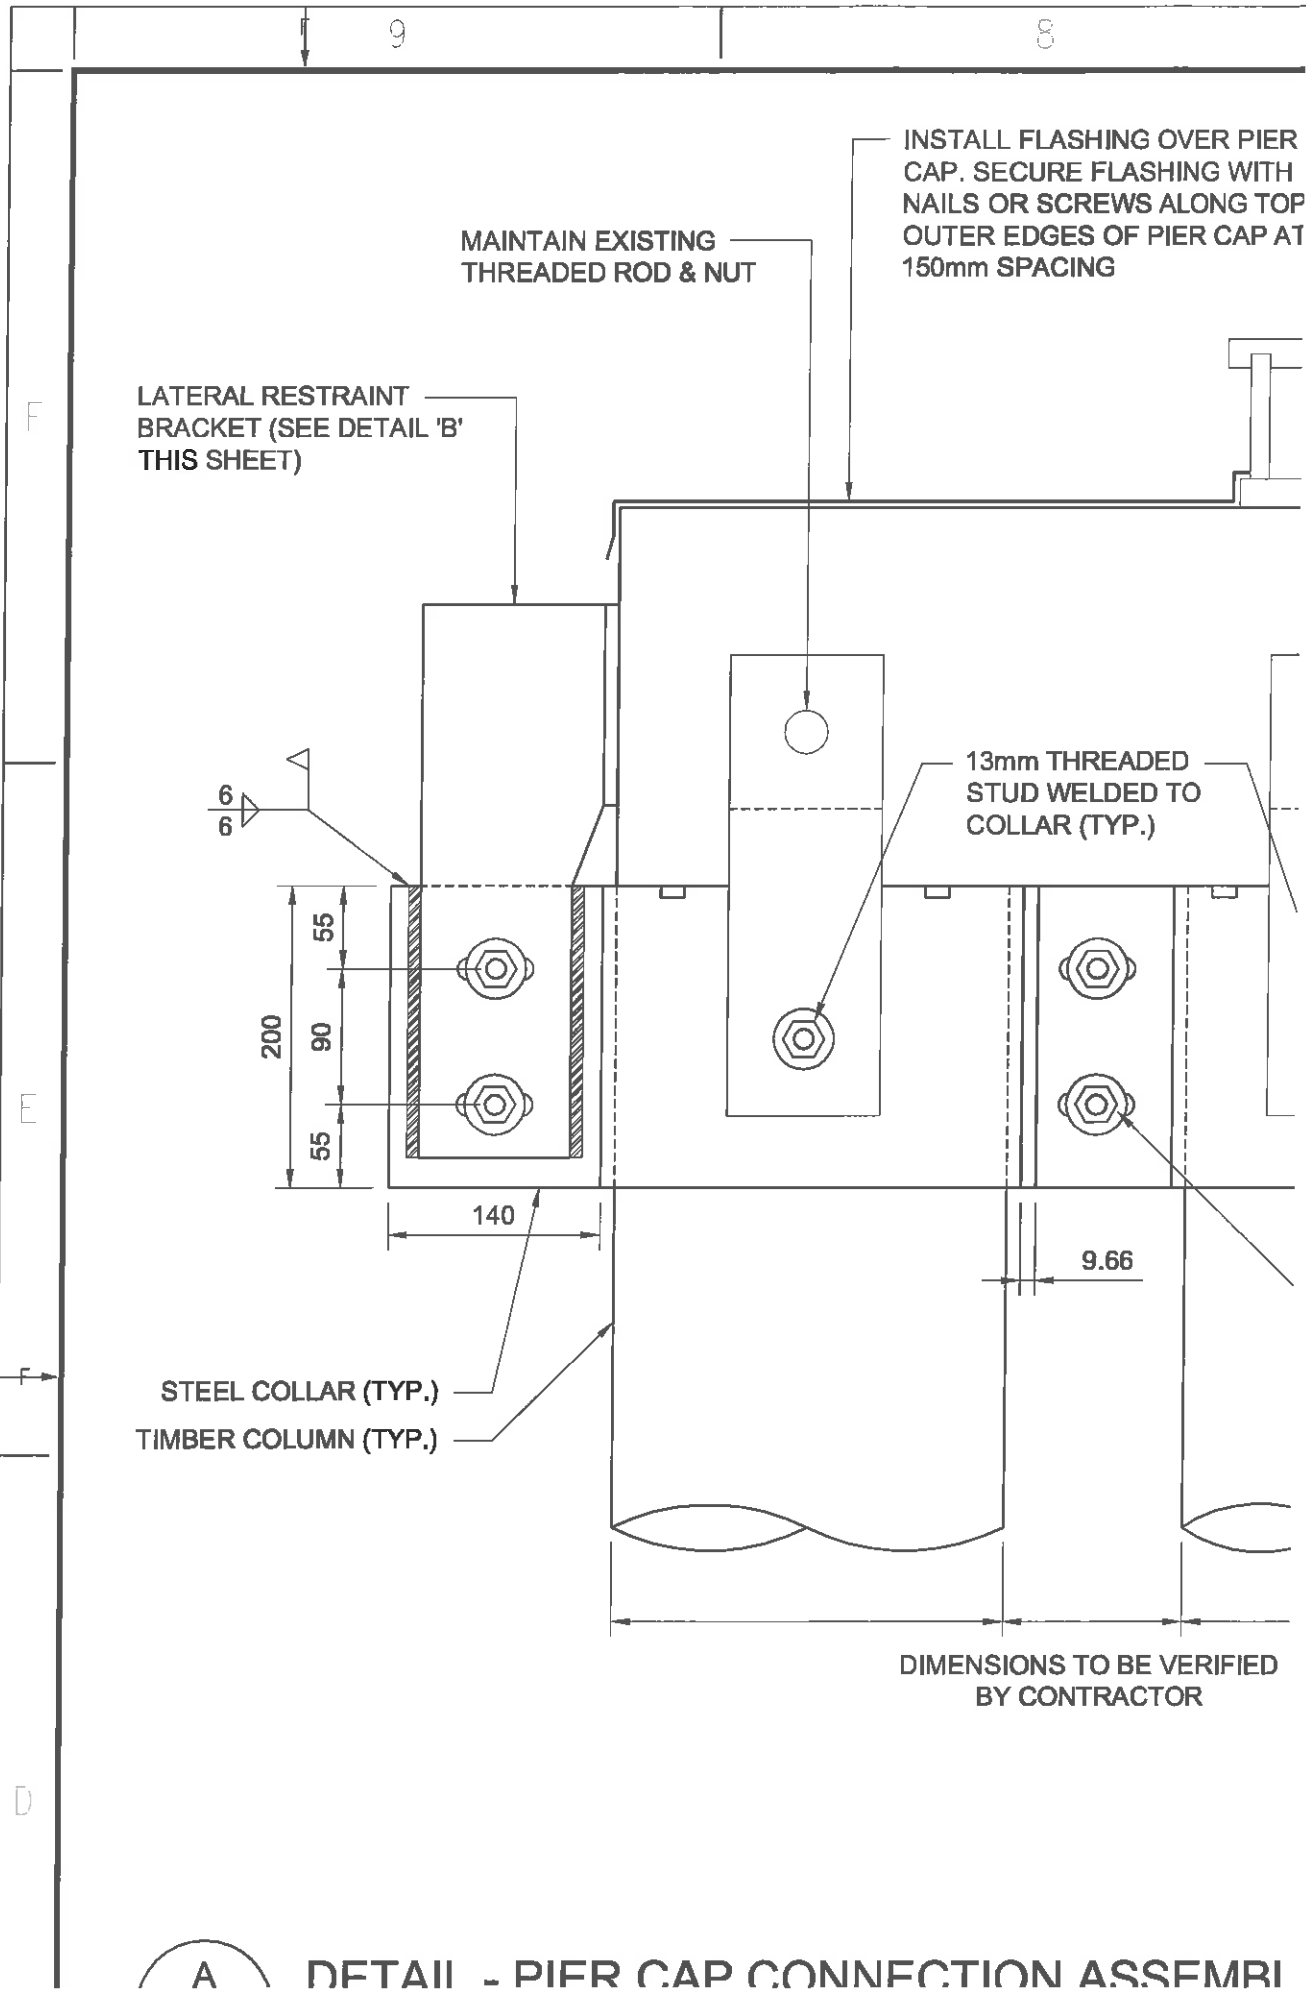 9
8
INSTALL FLASHING OVER PIER
CAP. SECURE FLASHING WITH
NAILS OR SCREWS ALONG TOP
OUTER EDGES OF PIER CAP AT
150mm SPACING
MAINTAIN EXISTING
THREADED ROD & NUT
LATERAL RESTRAINT
BRACKET (SEE DETAIL 'B'
THIS SHEET)
F
13mm THREADED
STUD WELDED TO
COLLAR (TYP.)
6
6
55
200
90
55
E
140
9.66
STEEL COLLAR (TYP.)
TIMBER COLUMN (TYP.)
DIMENSIONS TO BE VERIFIED
BY CONTRACTOR
D
A
DETAIL - PIER CAP CONNECTION ASSEMBL